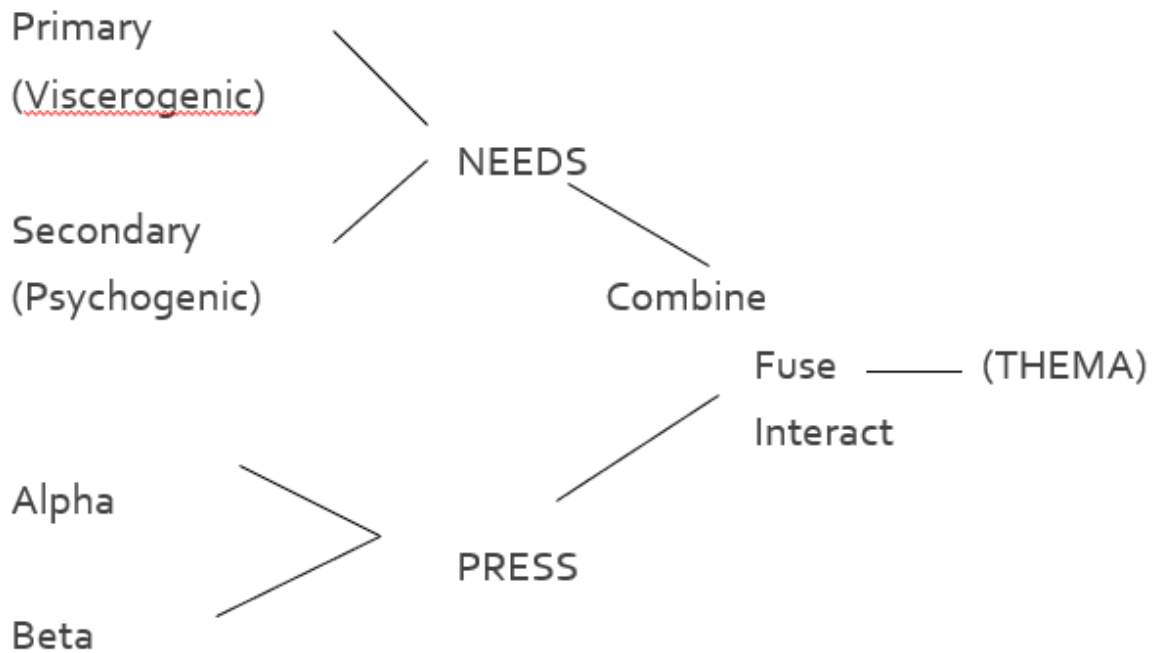 Primary
(Viscerogenic)
NEEDS
Secondary
(Psychogenic)
Combine
Fuse
(THEMA)
Interact
Alpha
PRESS
Beta